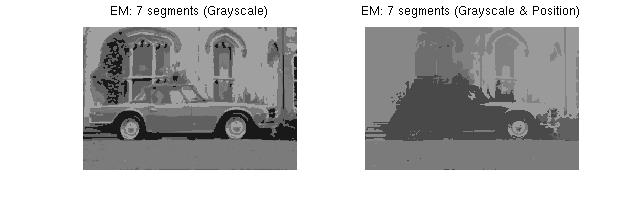 EM: 7 segments (Grayscale)
EM: 7 segments (Grayscale & Position)